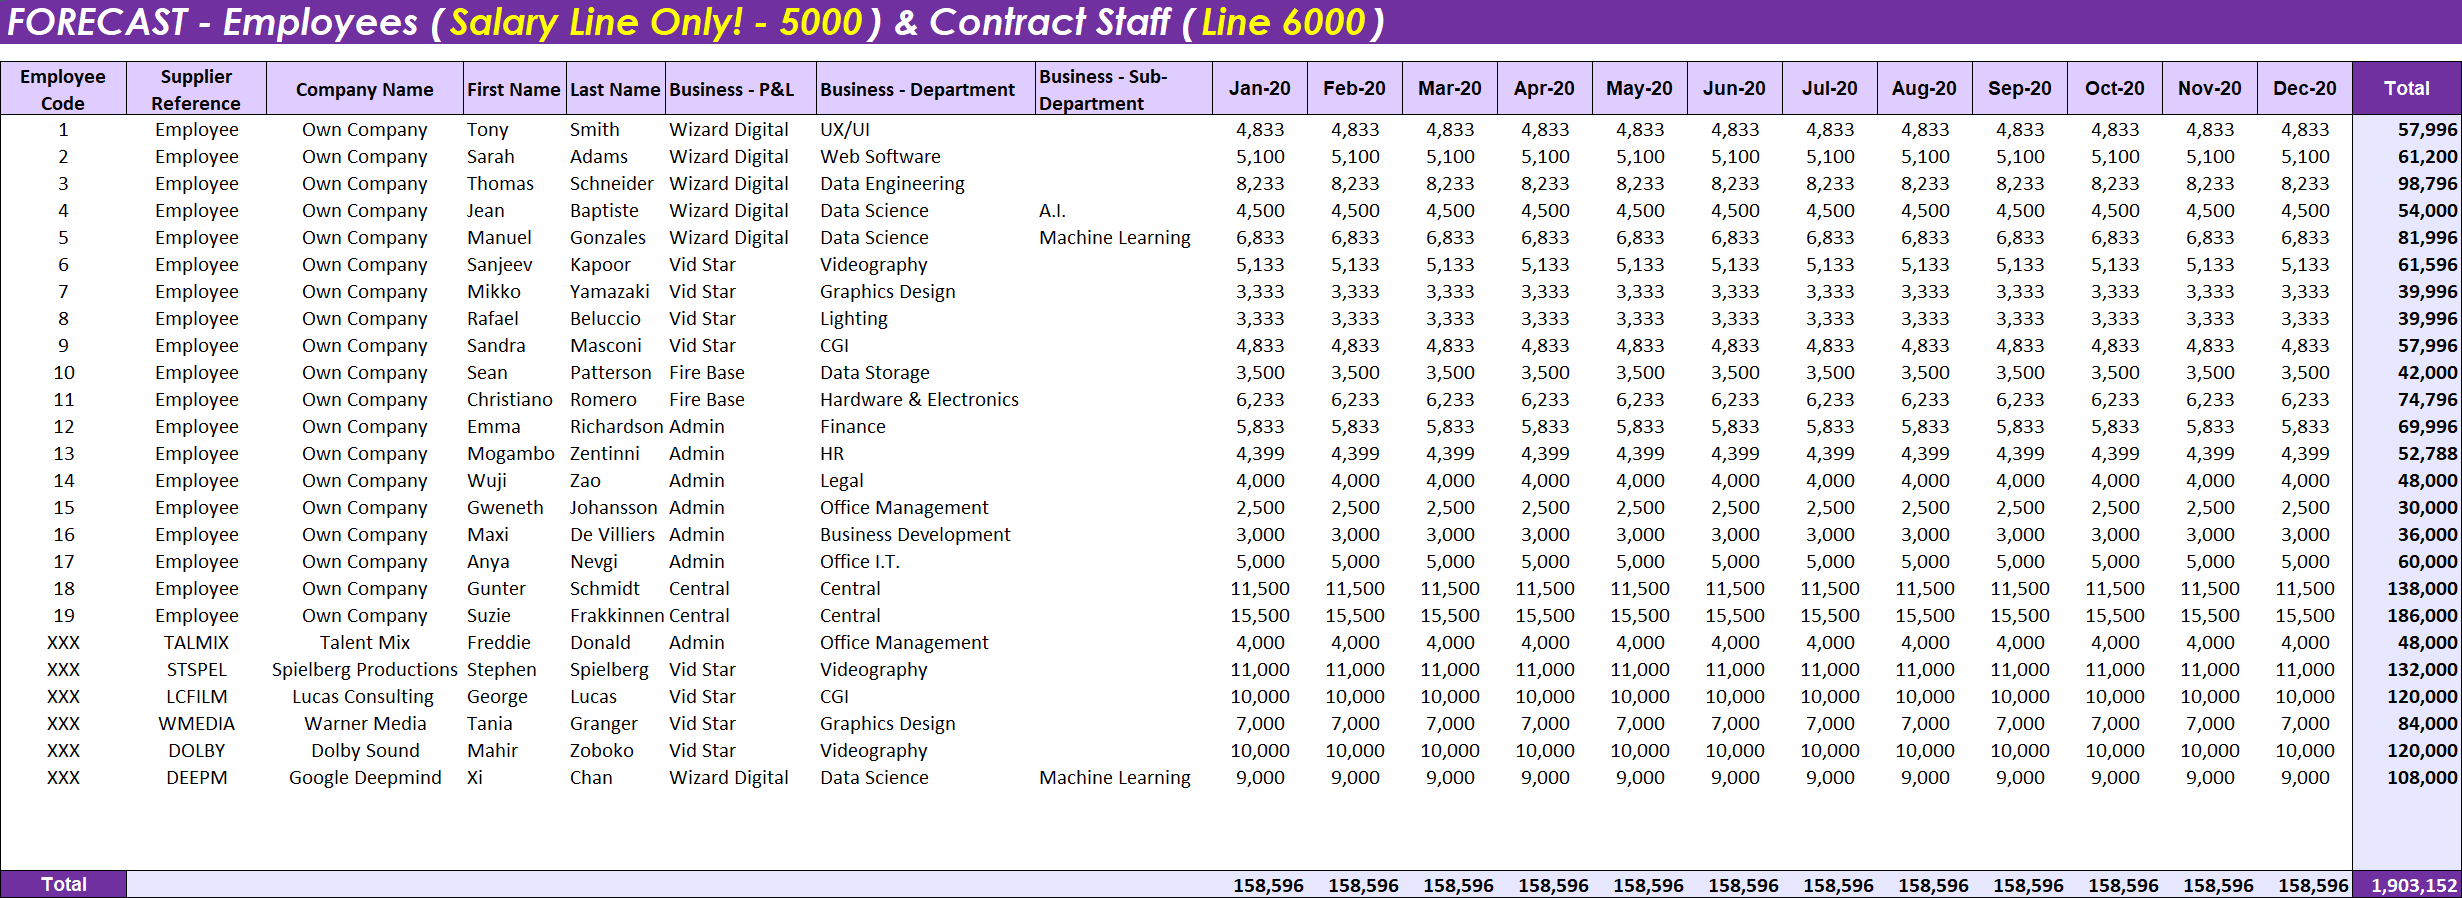 FORECAST - Employees (Salary Line Only! - 5000) & Contract Staff (Line 6000)
Employee Code Supplier Reference Company Name First Name Last Name Business - P&L Business - Department Business - Sub-Department Jan-20 Feb-20 Mar-20 Apr-20 May-20 Jun-20 Jul-20 Aug-20 Sep-20 Oct-20 Nov-20 Dec-20 Total
1 Employee Own Company Tony Smith Wizard Digital UX/UI 4,833 4,833 4,833 4,833 4,833 4,833 4,833 4,833 4,833 4,833 4,833 4,833 57,996
2 Employee Own Company Sarah Adams Wizard Digital Web Software 5,100 5,100 5,100 5,100 5,100 5,100 5,100 5,100 5,100 5,100 5,100 5,100 61,200
3 Employee Own Company Thomas Schneider Wizard Digital Data Engineering 8,233 8,233 8,233 8,233 8,233 8,233 8,233 8,233 8,233 8,233 8,233 8,233 98,796
4 Employee Own Company Jean Baptiste Wizard Digital Data Science A.I. 4,500 4,500 4,500 4,500 4,500 4,500 4,500 4,500 4,500 4,500 4,500 4,500 54,000
5 Employee Own Company Manuel Gonzales Wizard Digital Data Science Machine Learning 6,833 6,833 6,833 6,833 6,833 6,833 6,833 6,833 6,833 6,833 6,833 6,833 81,996
6 Employee Own Company Sanjeev Kapoor Vid Star Videography 5,133 5,133 5,133 5,133 5,133 5,133 5,133 5,133 5,133 5,133 5,133 5,133 61,596
7 Employee Own Company Mikko Yamazaki Vid Star Graphics Design 3,333 3,333 3,333 3,333 3,333 3,333 3,333 3,333 3,333 3,333 3,333 3,333 39,996
8 Employee Own Company Rafael Beluccio Vid Star Lighting 3,333 3,333 3,333 3,333 3,333 3,333 3,333 3,333 3,333 3,333 3,333 3,333 39,996
9 Employee Own Company Sandra Masconi Vid Star CGI 4,833 4,833 4,833 4,833 4,833 4,833 4,833 4,833 4,833 4,833 4,833 4,833 57,996
10 Employee Own Company Sean Patterson Fire Base Data Storage 3,500 3,500 3,500 3,500 3,500 3,500 3,500 3,500 3,500 3,500 3,500 3,500 42,000
11 Employee Own Company Christiano Romero Fire Base Hardware & Electronics 6,233 6,233 6,233 6,233 6,233 6,233 6,233 6,233 6,233 6,233 6,233 6,233 74,796
12 Employee Own Company Emma Richardson Admin Finance 5,833 5,833 5,833 5,833 5,833 5,833 5,833 5,833 5,833 5,833 5,833 5,833 69,996
13 Employee Own Company Mogambo Zentinni Admin HR 4,399 4,399 4,399 4,399 4,399 4,399 4,399 4,399 4,399 4,399 4,399 4,399 52,788
14 Employee Own Company Wuji Zao Admin Legal 4,000 4,000 4,000 4,000 4,000 4,000 4,000 4,000 4,000 4,000 4,000 4,000 48,000
15 Employee Own Company Gweneth Johansson Admin Office Management 2,500 2,500 2,500 2,500 2,500 2,500 2,500 2,500 2,500 2,500 2,500 2,500 30,000
16 Employee Own Company Maxi De Villiers Admin Business Development 3,000 3,000 3,000 3,000 3,000 3,000 3,000 3,000 3,000 3,000 3,000 3,000 36,000
17 Employee Own Company Anya Nevgi Admin Office I.T. 5,000 5,000 5,000 5,000 5,000 5,000 5,000 5,000 5,000 5,000 5,000 5,000 60,000
18 Employee Own Company Gunter Schmidt Central Central 11,500 11,500 11,500 11,500 11,500 11,500 11,500 11,500 11,500 11,500 11,500 11,500 138,000
19 Employee Own Company Suzie Frakkinnen Central Central 15,500 15,500 15,500 15,500 15,500 15,500 15,500 15,500 15,500 15,500 15,500 15,500 186,000
XXX TALMIX Talent Mix Freddie Donald Admin Office Management 4,000 4,000 4,000 4,000 4,000 4,000 4,000 4,000 4,000 4,000 4,000 4,000 48,000
XXX STSPEL Spielberg Productions Stephen Spielberg Vid Star Videography 11,000 11,000 11,000 11,000 11,000 11,000 11,000 11,000 11,000 11,000 11,000 11,000 132,000
XXX LCFILM Lucas Consulting George Lucas Vid Star CGI 10,000 10,000 10,000 10,000 10,000 10,000 10,000 10,000 10,000 10,000 10,000 10,000 120,000
XXX WMEDIA Warner Media Tania Granger Vid Star Graphics Design 7,000 7,000 7,000 7,000 7,000 7,000 7,000 7,000 7,000 7,000 7,000 7,000 84,000
XXX DOLBY Dolby Sound Mahir Zoboko Vid Star Videography 10,000 10,000 10,000 10,000 10,000 10,000 10,000 10,000 10,000 10,000 10,000 10,000 120,000
XXX DEEPM Google Deepmind Xi Chan Wizard Digital Data Science Machine Learning 9,000 9,000 9,000 9,000 9,000 9,000 9,000 9,000 9,000 9,000 9,000 9,000 108,000
Total 158,596 158,596 158,596 158,596 158,596 158,596 158,596 158,596 158,596 158,596 158,596 158,596 1,903,152